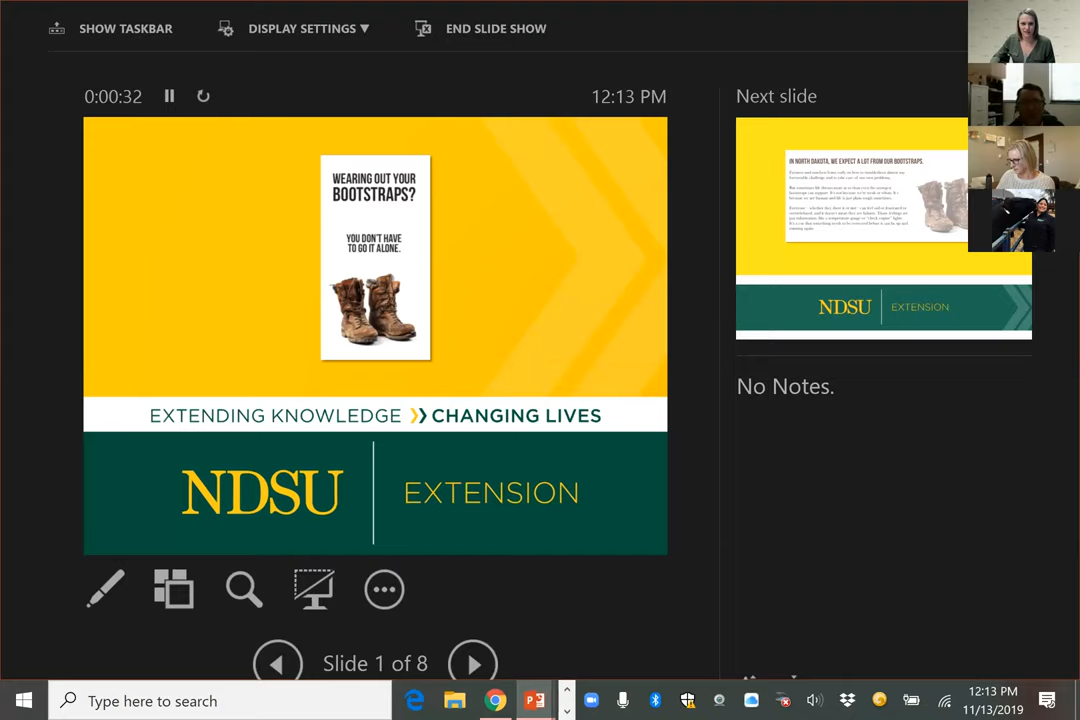 SHOW TASKBAR
DISPLAY SETTINGS ▼
END SLIDE SHOW
0:00:32
12:13 PM
Next slide
WEARING OUT YOUR
BOOTSTRAPS?
YOU DON'T HAVE
TO GO IT ALONE.
EXTENDING KNOWLEDGE CHANGING LIVES
NDSU EXTENSION
IN NORTH DAKOTA, WE EXPECT A LOT FROM OUR BOOTSTRAPS.
NDSU EXTENSION
No Notes.
Slide 1 of 8
Type here to search
12:13 PM
11/13/2019